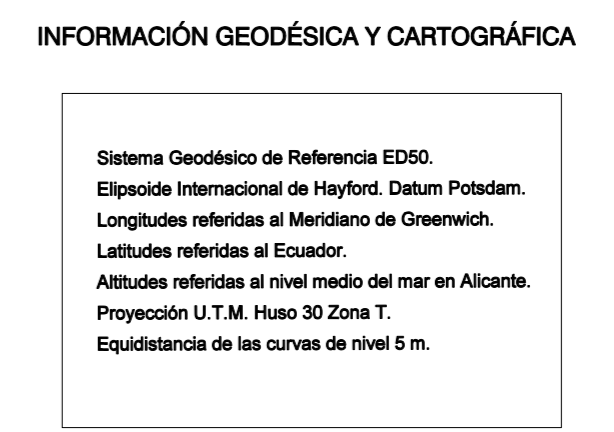 INFORMACIÓN GEODÉSICA Y CARTOGRÁFICA
Sistema Geodésico de Referencia ED50.
Elipsoide Internacional de Hayford. Datum Potsdam.
Longitudes referidas al Meridiano de Greenwich.
Latitudes referidas al Ecuador.
Altitudes referidas al nivel medio del mar en Alicante.
Proyección U.T.M. Huso 30 Zona T.
Equidistancia de las curvas de nivel 5 m.